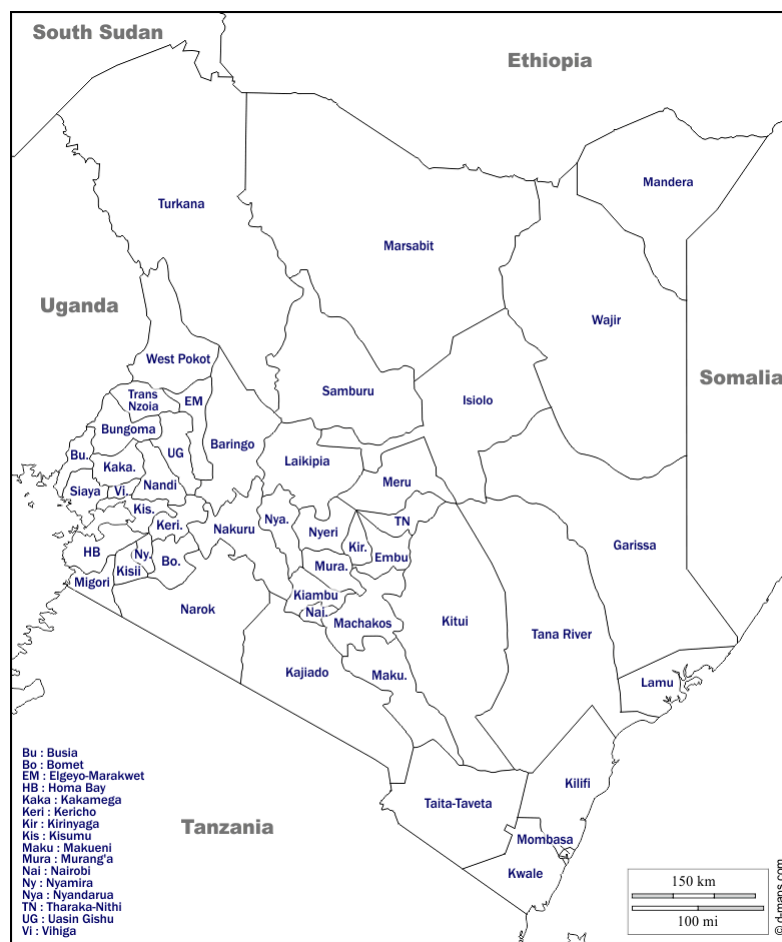 South Sudan
Ethiopia
Mandera
Turkana
Marsabit
Uganda
Wajir
West Pokot
Somalia
Samburu
Isiolo
Trans
Nzoia
EM
Bungoma
Baringo
Bu.
UG
Kaka.
Laikipia
Siaya
Vi.
Nandi
Meru
Kis.
Keri.
Nakuru
Nya.
Nyeri
TN
Kir.
HB
Ny.
Bo.
Embu
Garissa
Mura.
Kisii
Migori
Kiambu
Narok
Nai.
Machakos
Kitui
Tana River
Kajiado
Maku.
Lamu
Kilifi
Taita-Taveta
Tanzania
Mombasa
Kwale
Bu : Busia
Bo : Bomet
EM : Elgeyo-Marakwet
HB : Homa Bay
Kaka : Kakamega
Keri : Kericho
Kir : Kirinyaga
Kis : Kisumu
Maku : Makueni
Mura : Murang'a
Nai : Nairobi
Ny : Nyamira
Nya : Nyandarua
TN : Tharaka-Nithi
UG : Uasin Gishu
Vi : Vihiga
150 km
100 mi
© d-maps.com